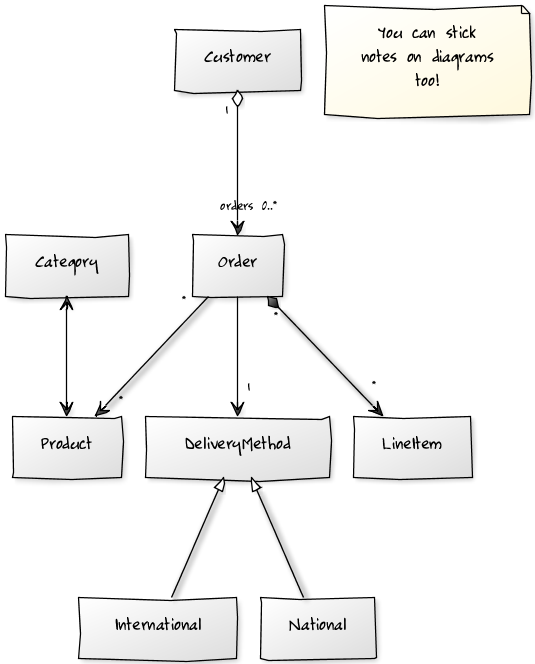 Customer
You can stick
notes on diagrams
too!
1
orders 0..*
Category
Order
*
*
*
1
*
Product
DeliveryMethod
LineItem
International
National